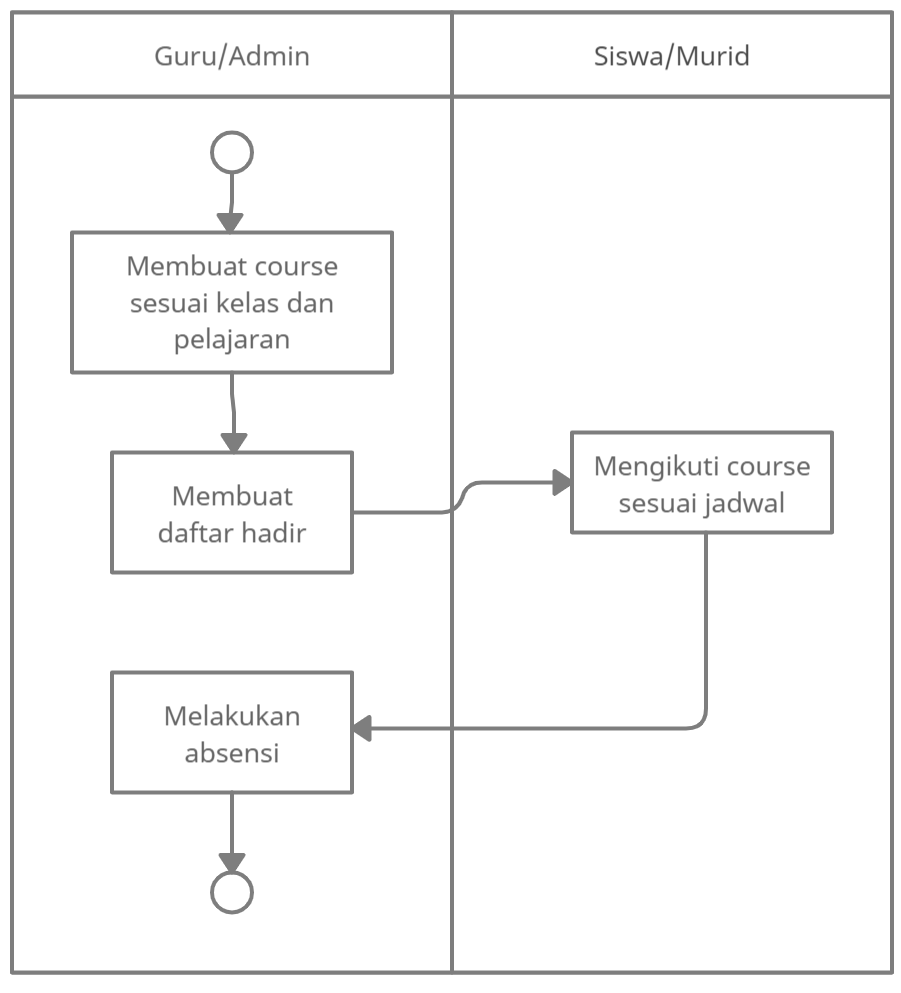 Guru/Admin
Siswa/Murid
Membuat course
sesuai kelas dan
pelajaran
Membuat
daftar hadir
Mengikuti course
sesuai jadwal
Melakukan
absensi